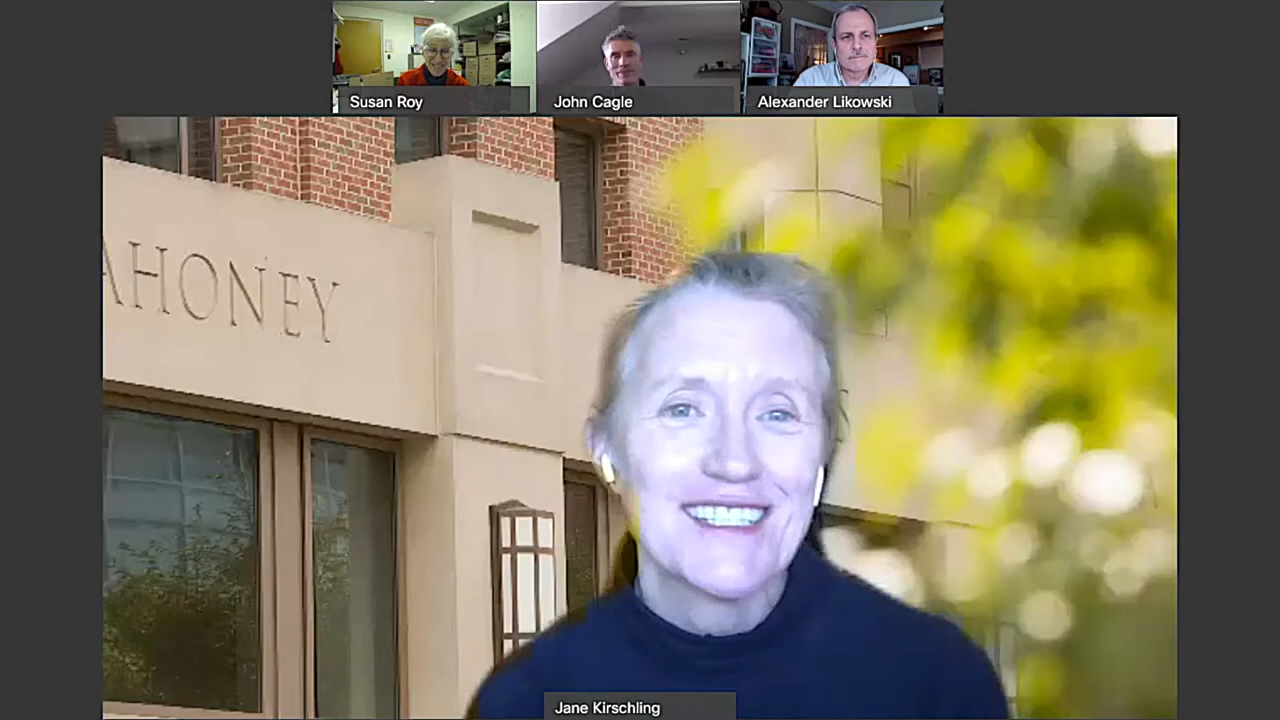 Susan Roy
John Cagle
Alexander Likowski
AHONEY
Jane Kirschling